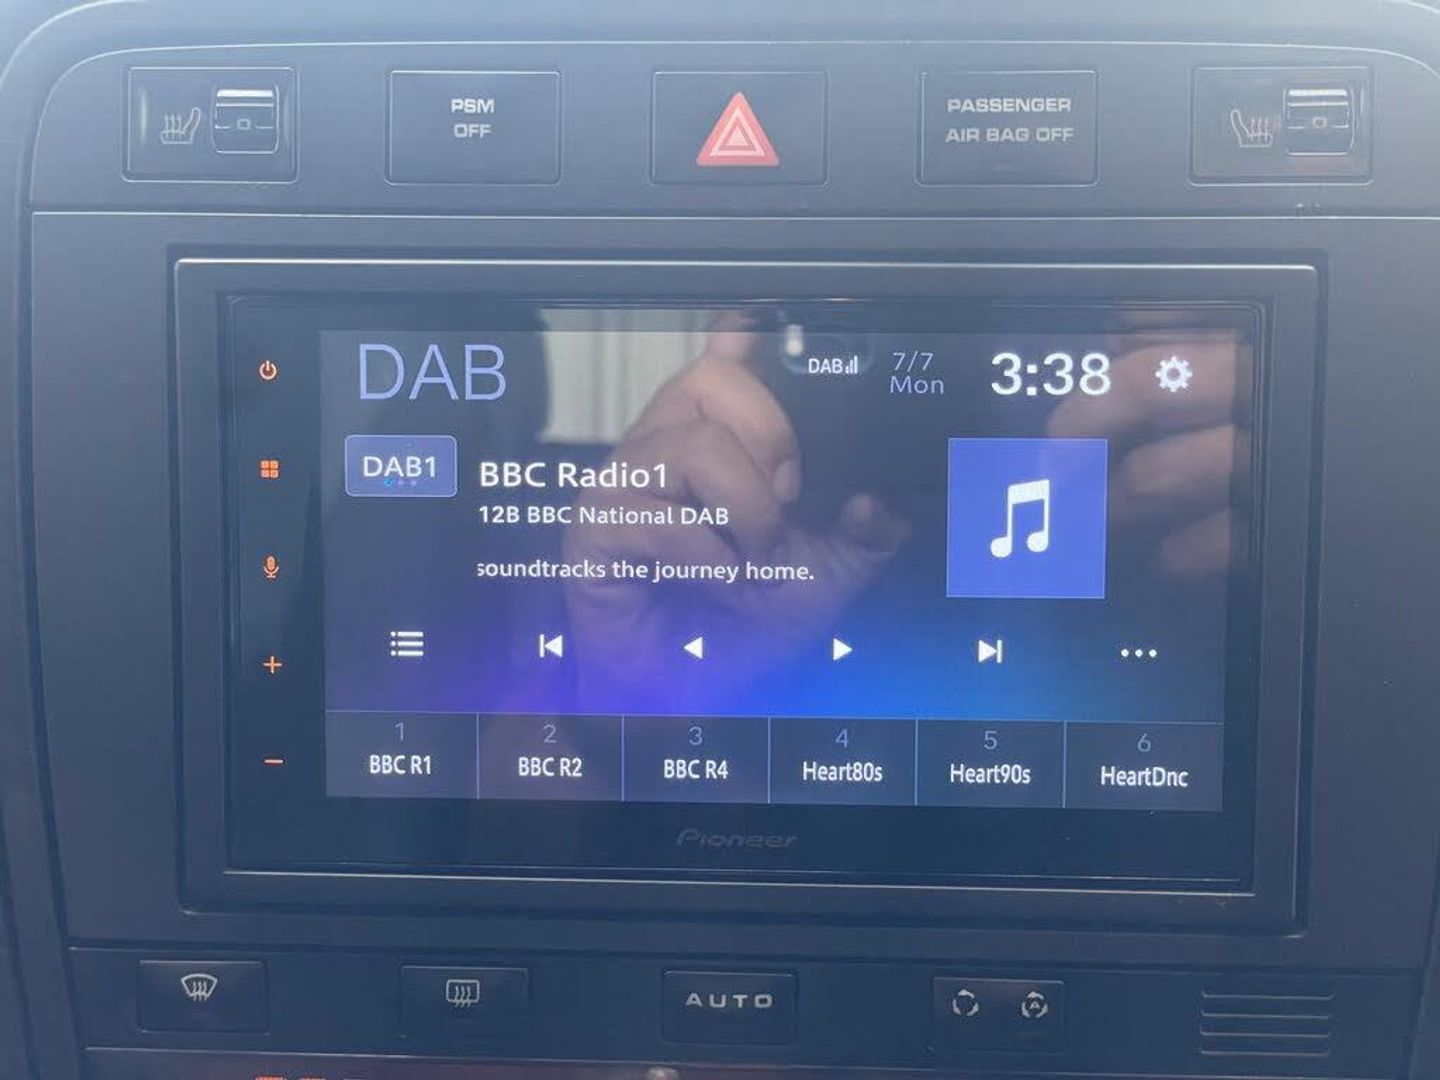 PSM
OFF
PASSENGER
AIR BAG OFF
DAB
DAB
7/7
Mon
3:38
DAB1
BBC Radio1
12B BBC National DAB
soundtracks the journey home.
1
BBC R1
2
BBC R2
3
BBC R4
4
Heart80s
5
Heart90s
6
HeartDnc
Pioneer
AUTO
A